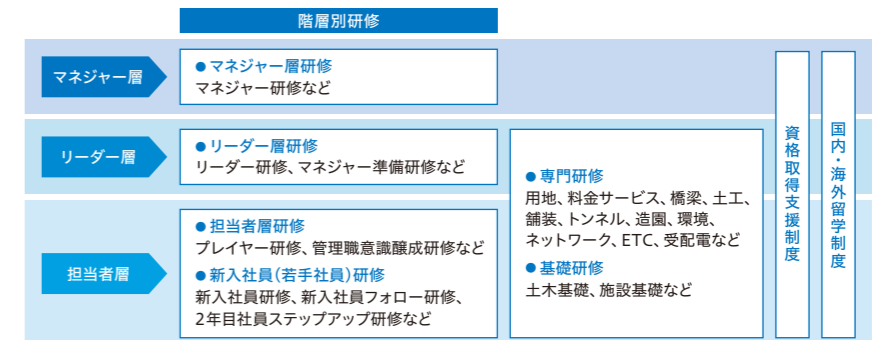 階層別研修
マネジャー層
●マネジャー層研修
マネジャー研修など
リーダー層
●リーダー層研修
リーダー研修、マネジャー準備研修など
担当者層
●担当者層研修
プレイヤー研修、管理職意識醸成研修など
●新入社員(若手社員)研修
新入社員研修、新入社員フォロー研修、
2年目社員ステップアップ研修など
●専門研修
用地、料金サービス、橋梁、土工、
舗装、トンネル、造園、環境、
ネットワーク、ETC、受配電など
●基礎研修
土木基礎、施設基礎など
資格取得支援制度
国内・海外留学制度